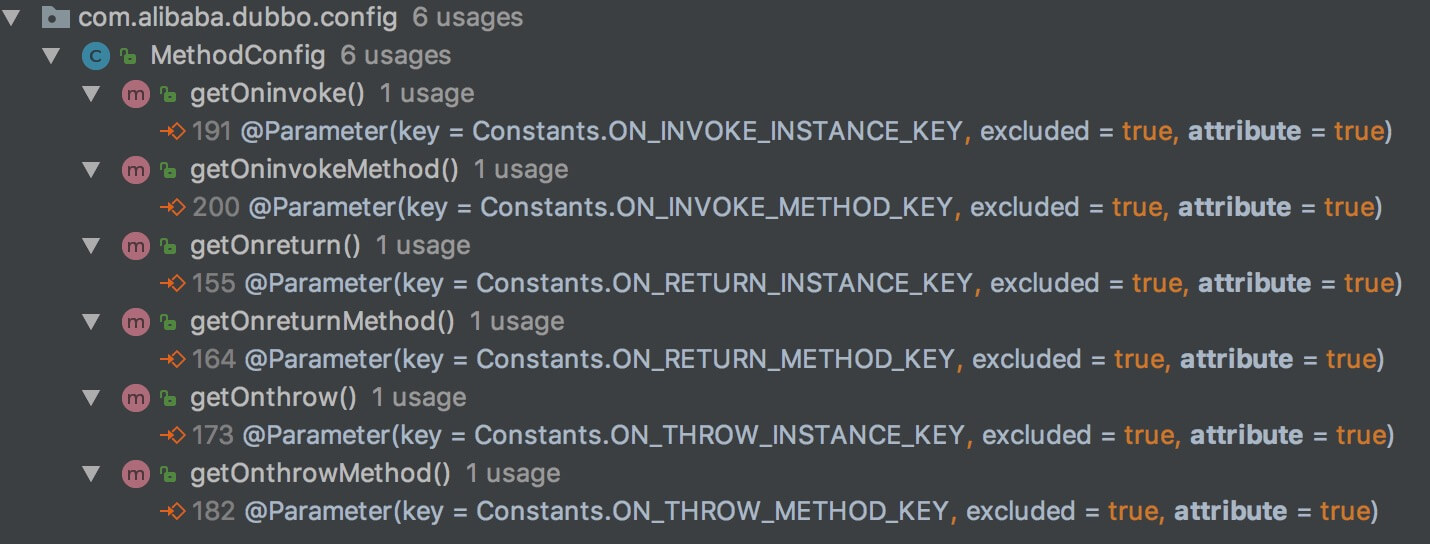 com.alibaba.dubbo.config 6 usages
C MethodConfig 6 usages
m getOninvoke() 1 usage
191 @Parameter(key = Constants.ON_INVOKE_INSTANCE_KEY, excluded = true, attribute = true)
m getOninvokeMethod() 1 usage
200 @Parameter(key = Constants.ON_INVOKE_METHOD_KEY, excluded = true, attribute = true)
m getOnreturn() 1 usage
155 @Parameter(key = Constants.ON_RETURN_INSTANCE_KEY, excluded = true, attribute = true)
m getOnreturnMethod() 1 usage
164 @Parameter(key = Constants.ON_RETURN_METHOD_KEY, excluded = true, attribute = true)
m getOnthrow() 1 usage
173 @Parameter(key = Constants.ON_THROW_INSTANCE_KEY, excluded = true, attribute = true)
m getOnthrowMethod() 1 usage
182 @Parameter(key = Constants.ON_THROW_METHOD_KEY, excluded = true, attribute = true)